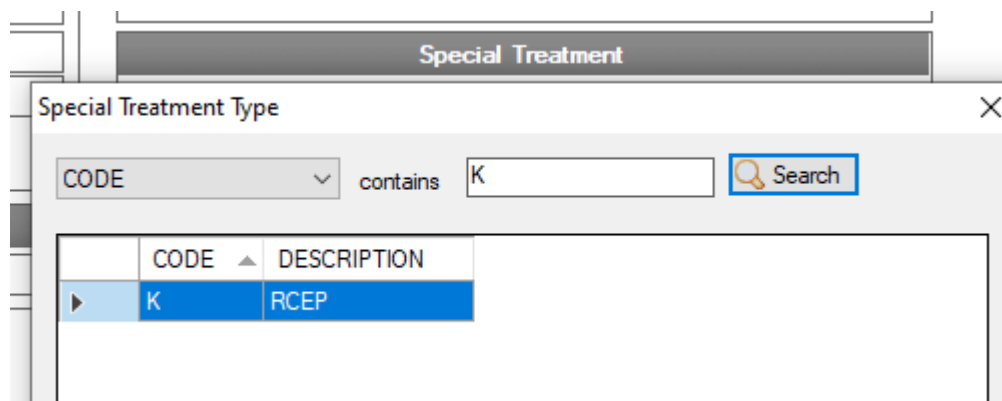 Special Treatment
Special Treatment Type
CODE contains K Search
CODE DESCRIPTION
K RCEP